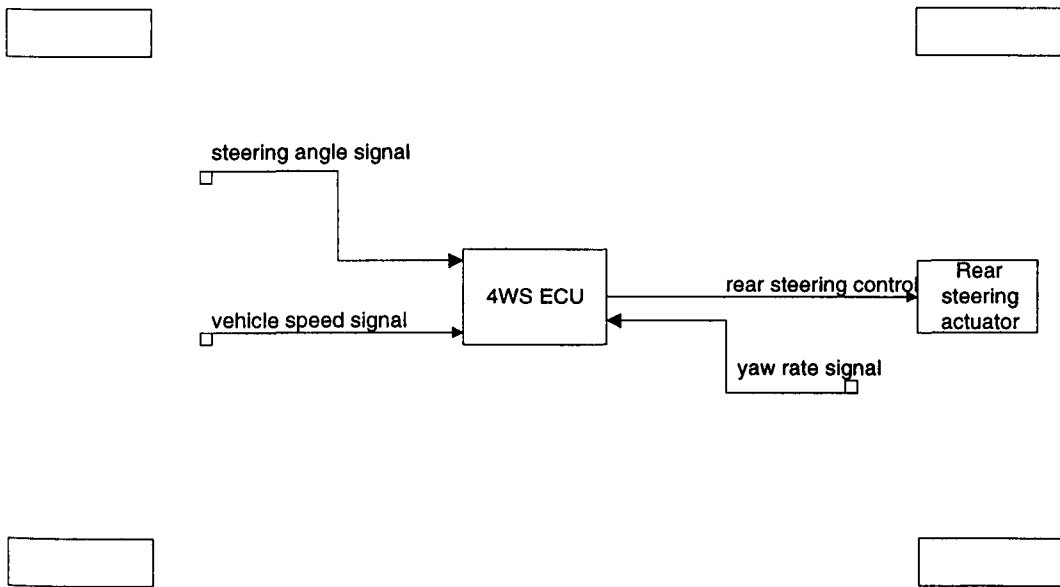 steering angle signal
vehicle speed signal
4WS ECU
rear steering control
Rear
steering
actuator
yaw rate signal